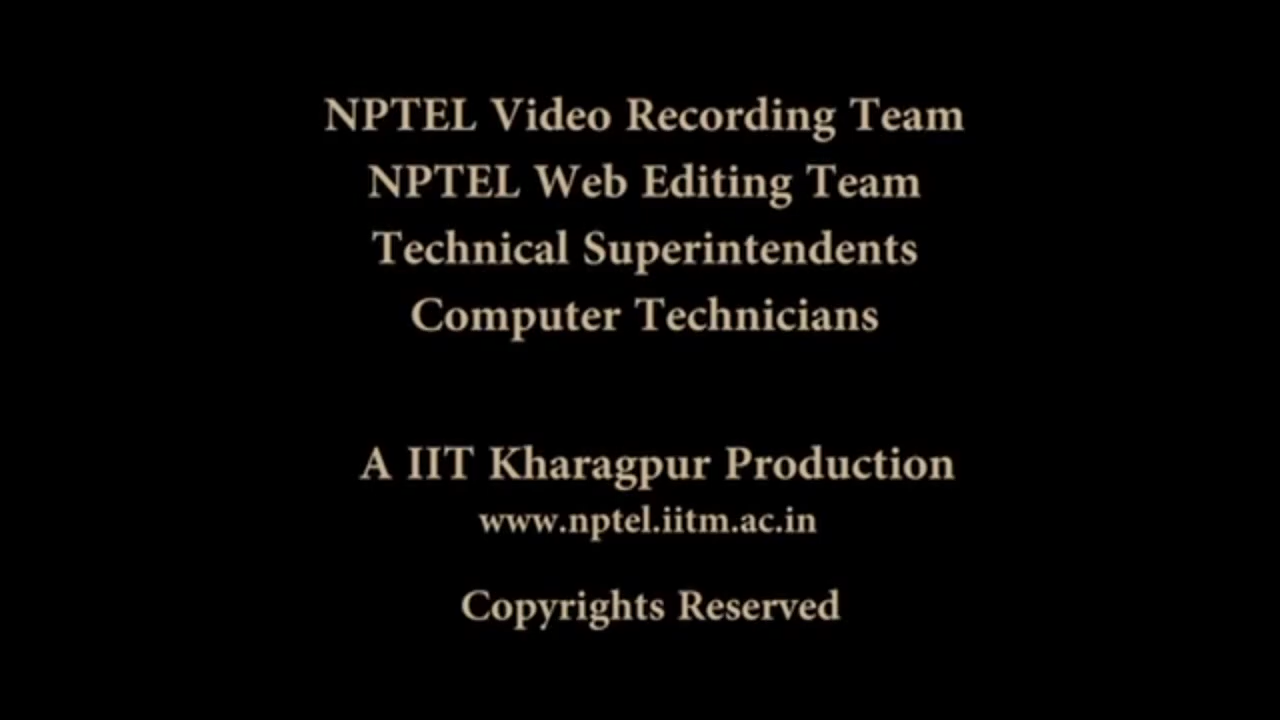 NPTEL Video Recording Team
NPTEL Web Editing Team
Technical Superintendents
Computer Technicians
A IIT Kharagpur Production
www.nptel.iitm.ac.in
Copyrights Reserved